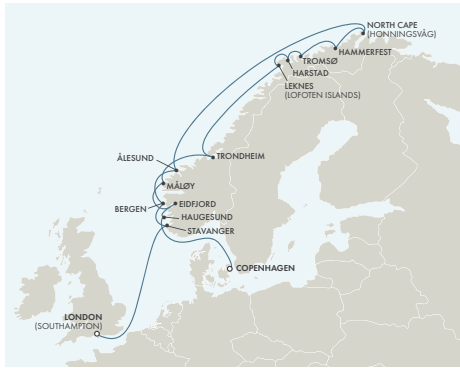 NORTH CAPE
(HONNINGSVÅG)
HAMMERFEST
TROMSØ
HARSTAD
LEKNES
(LOFOTEN ISLANDS)
TRONDHEIM
ÅLESUND
MÅLØY
BERGEN
EIDFJORD
HAUGESUND
STAVANGER
COPENHAGEN
LONDON
(SOUTHAMPTON)